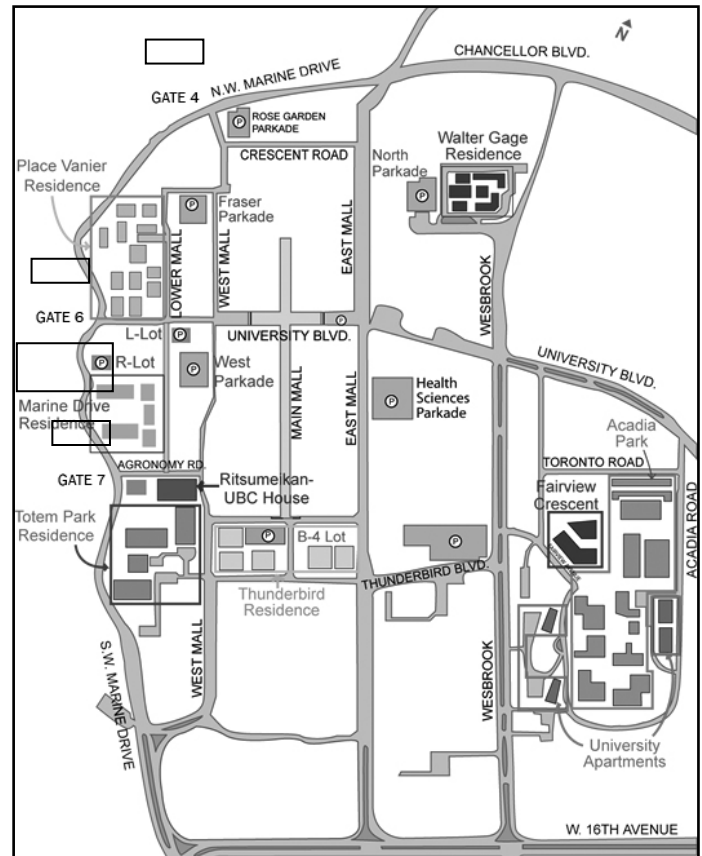 N
CHANCELLOR BLVD.
N.W. MARINE DRIVE
GATE 4
P
ROSE GARDEN
PARKADE
CRESCENT ROAD
Walter Gage
Residence
North
Parkade
P
Place Vanier
Residence
P
Fraser
Parkade
LOWER MALL
WEST MALL
EAST MALL
WESBROOK
GATE 6
L-Lot
P
UNIVERSITY BLVD.
P
UNIVERSITY BLVD.
P
R-Lot
P
West
Parkade
MAIN MALL
EAST MALL
P
Health
Sciences
Parkade
Marine Drive
Residence
Acadia
Park
AGRONOMY RD.
TORONTO ROAD
GATE 7
Ritsumeikan-
UBC House
Fairview
Crescent
ACADIA ROAD
Totem Park
Residence
P
B-4 Lot
P
THUNDERBIRD BLVD.
Thunderbird
Residence
WEST MALL
S.W. MARINE DRIVE
WESBROOK
University
Apartments
W. 16TH AVENUE